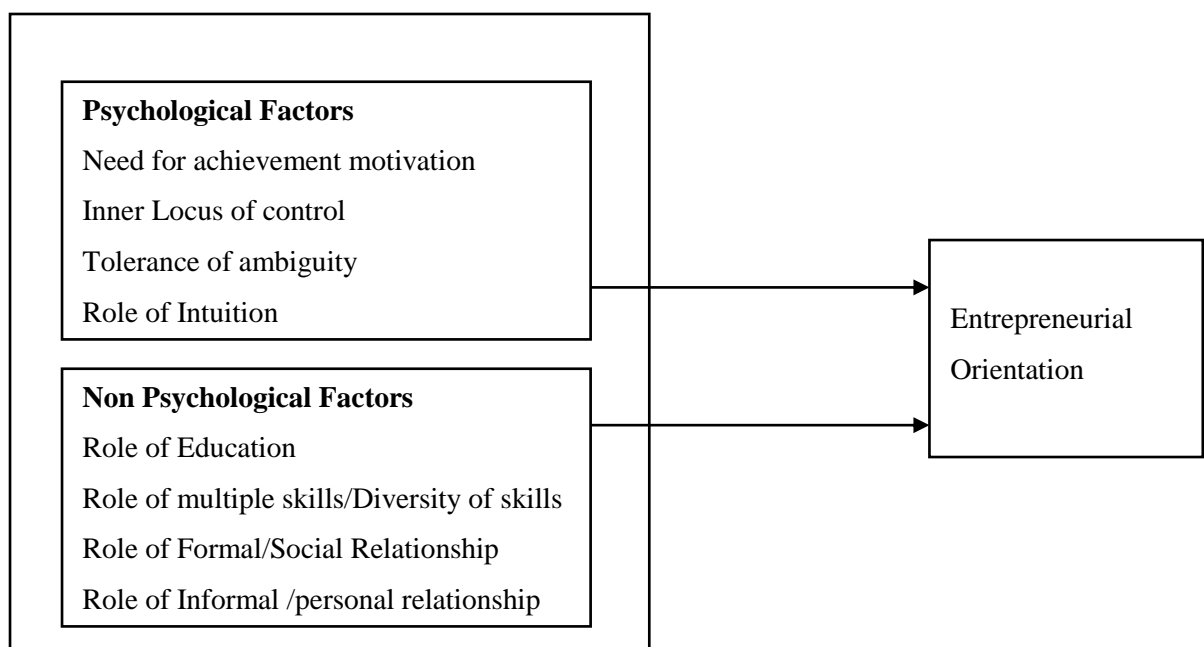 Psychological Factors
Need for achievement motivation
Inner Locus of control
Tolerance of ambiguity
Role of Intuition
Non Psychological Factors
Role of Education
Role of multiple skills/Diversity of skills
Role of Formal/Social Relationship
Role of Informal /personal relationship
Entrepreneurial
Orientation